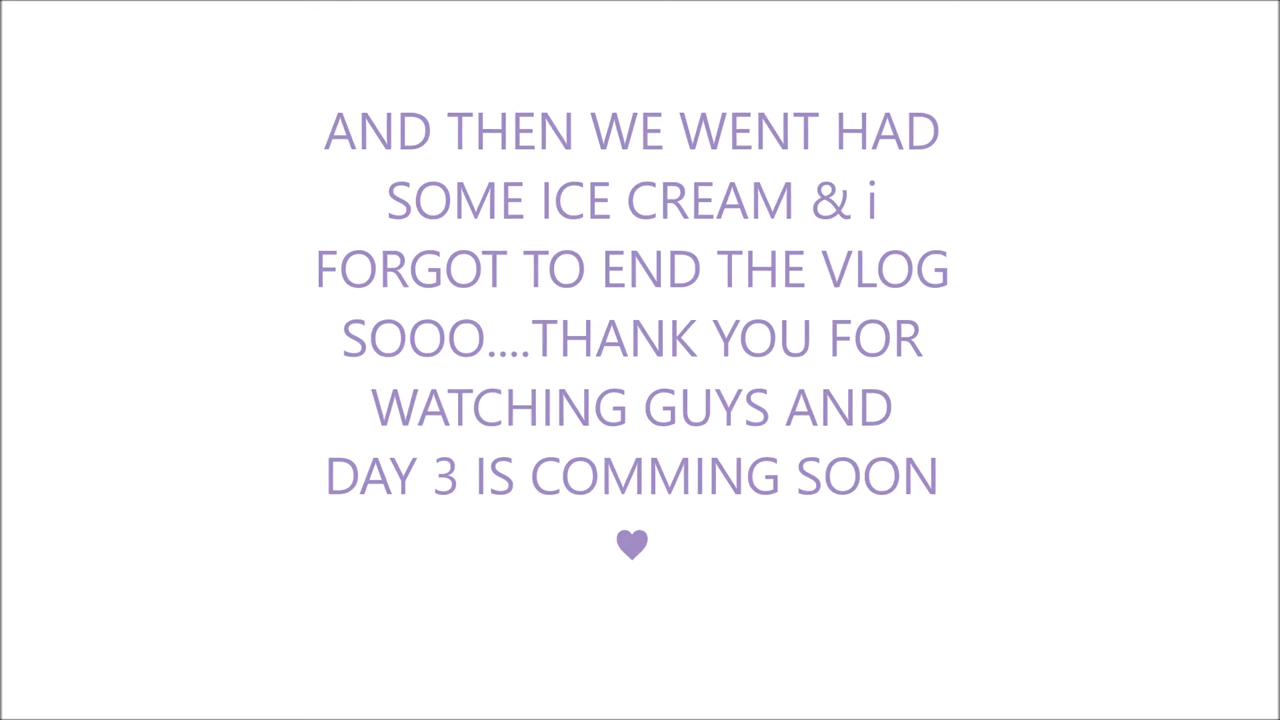 AND THEN WE WENT HAD
SOME ICE CREAM & i
FORGOT TO END THE VLOG
SOOO....THANK YOU FOR
WATCHING GUYS AND
DAY 3 IS COMMING SOON
♥